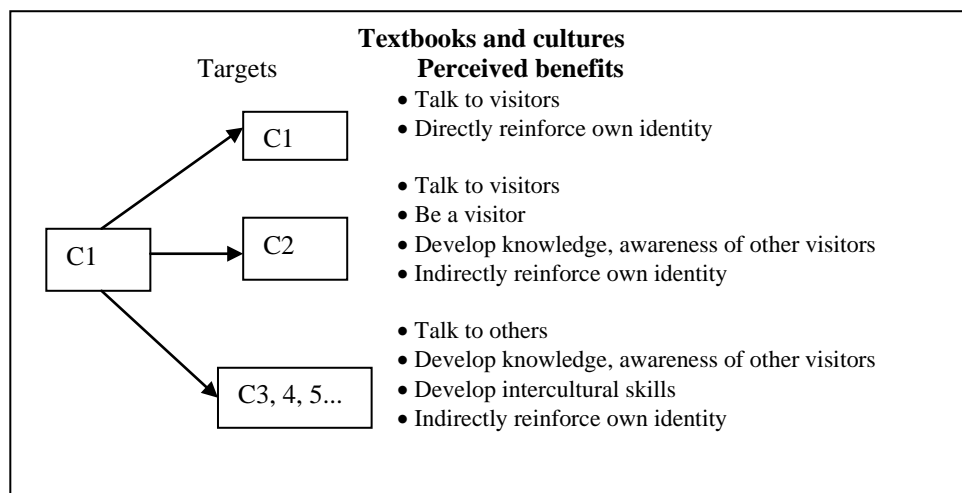 Textbooks and cultures
Targets Perceived benefits
• Talk to visitors
• Directly reinforce own identity
C1
• Talk to visitors
• Be a visitor
• Develop knowledge, awareness of other visitors
• Indirectly reinforce own identity
C2
C1
• Talk to others
• Develop knowledge, awareness of other visitors
• Develop intercultural skills
• Indirectly reinforce own identity
C3, 4, 5...